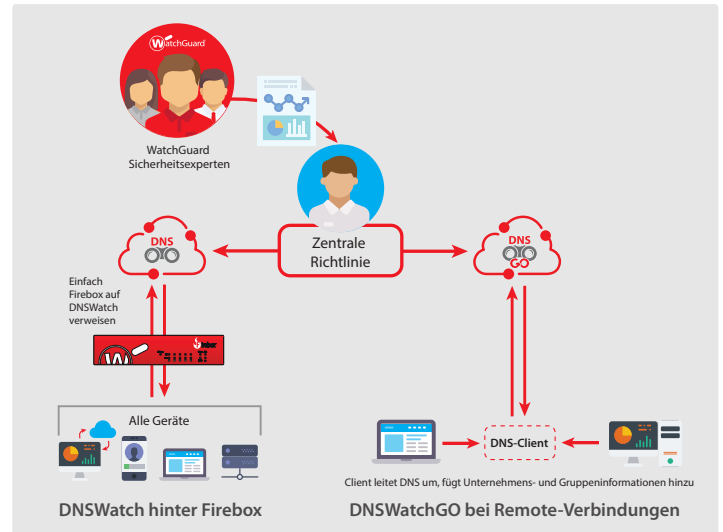 WatchGuard
WatchGuard
Sicherheitsexperten
Zentrale
Richtlinie
DNS
DNS
GO
Einfach
Firebox auf
DNSWatch
verweisen
Alle Geräte
DNS-Client
Client leitet DNS um, fügt Unternehmens- und Gruppeninformationen hinzu
DNSWatch hinter Firebox
DNSWatchGO bei Remote-Verbindungen